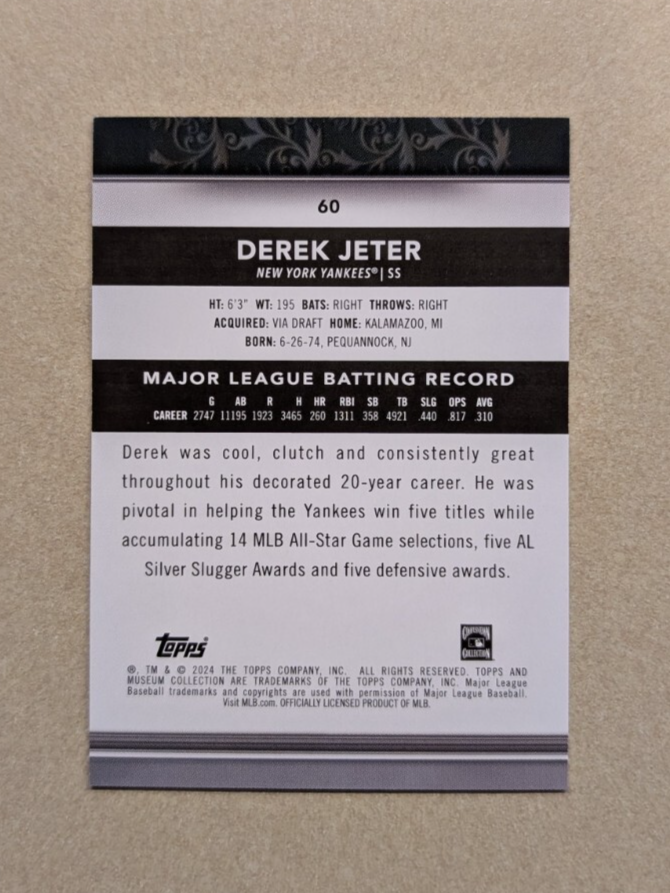 60
DEREK JETER
NEW YORK YANKEES® | SS
HT: 6'3" WT: 195 BATS: RIGHT THROWS: RIGHT
ACQUIRED: VIA DRAFT HOME: KALAMAZOO, MI
BORN: 6-26-74, PEQUANNOCK, NJ
MAJOR LEAGUE BATTING RECORD
G AB R H HR RBI SB TB SLG OPS AVG
CAREER 2747 11195 1923 3465 260 1311 358 4921 .440 .817 .310
Derek was cool, clutch and consistently great
throughout his decorated 20-year career. He was
pivotal in helping the Yankees win five titles while
accumulating 14 MLB All-Star Game selections, five AL
Silver Slugger Awards and five defensive awards.
topps®
COOPERSTOWN
COLLECTION
®, TM & © 2024 THE TOPPS COMPANY, INC. ALL RIGHTS RESERVED. TOPPS AND
MUSEUM COLLECTION ARE TRADEMARKS OF THE TOPPS COMPANY, INC. Major League
Baseball trademarks and copyrights are used with permission of Major League Baseball.
Visit MLB.com. OFFICIALLY LICENSED PRODUCT OF MLB.